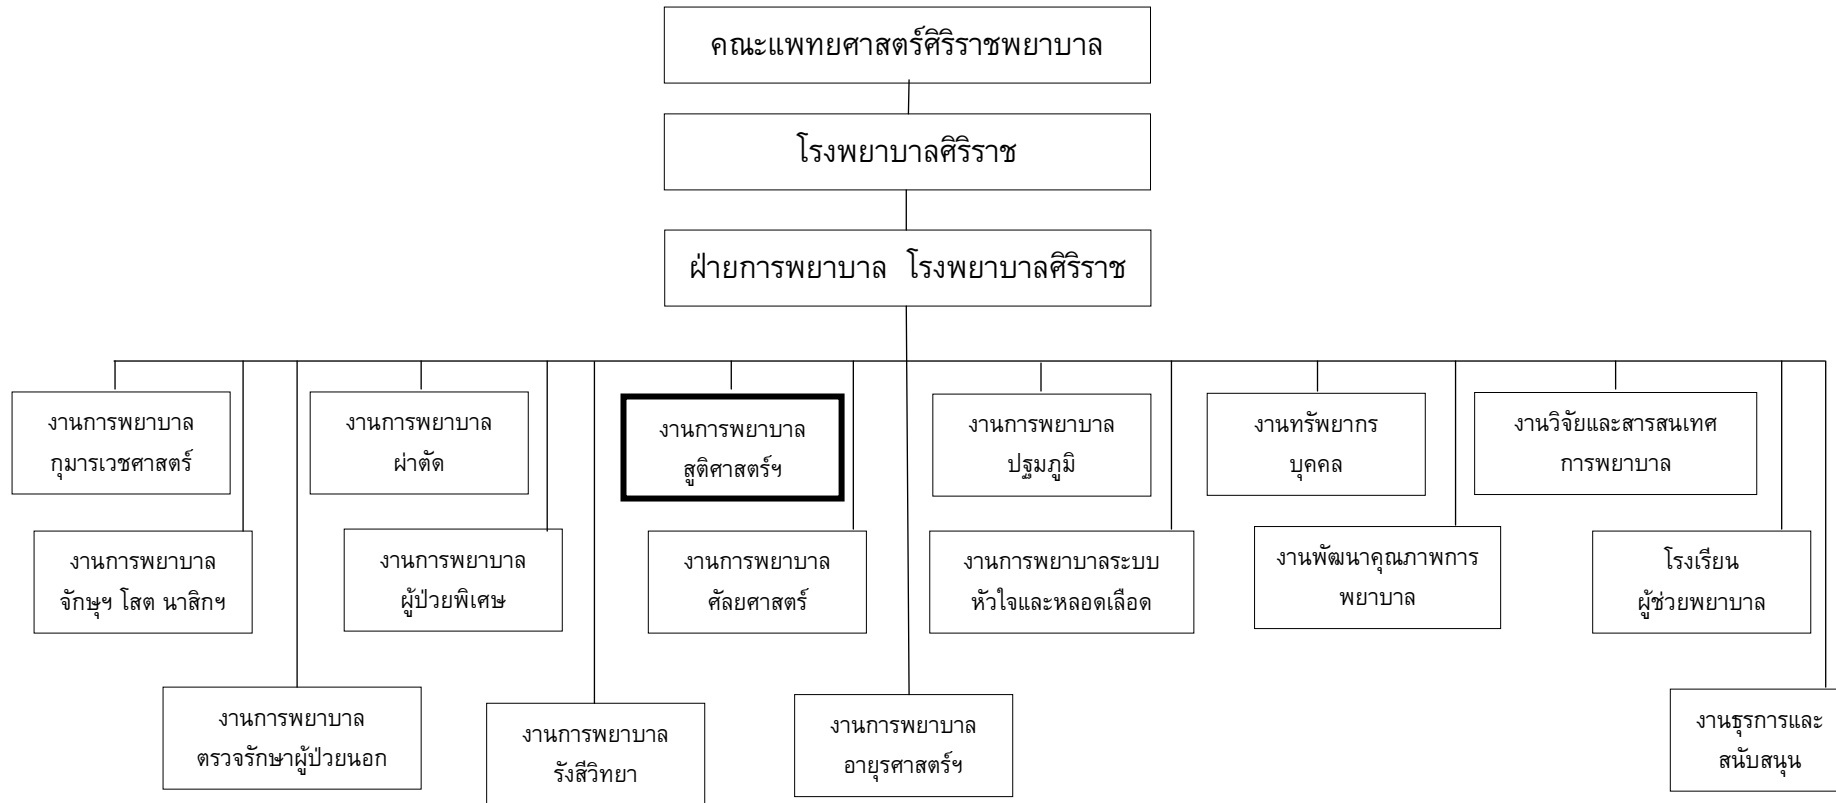 คณะแพทยศาสตร์ศิริราชพยาบาล
โรงพยาบาลศิริราช
ฝ่ายการพยาบาล โรงพยาบาลศิริราช
งานการพยาบาล
กุมารเวชศาสตร์
งานการพยาบาล
ผ่าตัด
งานการพยาบาล
สูติศาสตร์ฯ
งานการพยาบาล
ปฐมภูมิ
งานทรัพยากร
บุคคล
งานวิจัยและสารสนเทศ
การพยาบาล
งานการพยาบาล
จักษุฯ โสต นาสิกฯ
งานการพยาบาล
ผู้ป่วยพิเศษ
งานการพยาบาล
ศัลยศาสตร์
งานการพยาบาลระบบ
หัวใจและหลอดเลือด
งานพัฒนาคุณภาพการ
พยาบาล
โรงเรียน
ผู้ช่วยพยาบาล
งานการพยาบาล
ตรวจรักษาผู้ป่วยนอก
งานการพยาบาล
รังสีวิทยา
งานการพยาบาล
อายุรศาสตร์ฯ
งานธุรการและ
สนับสนุน